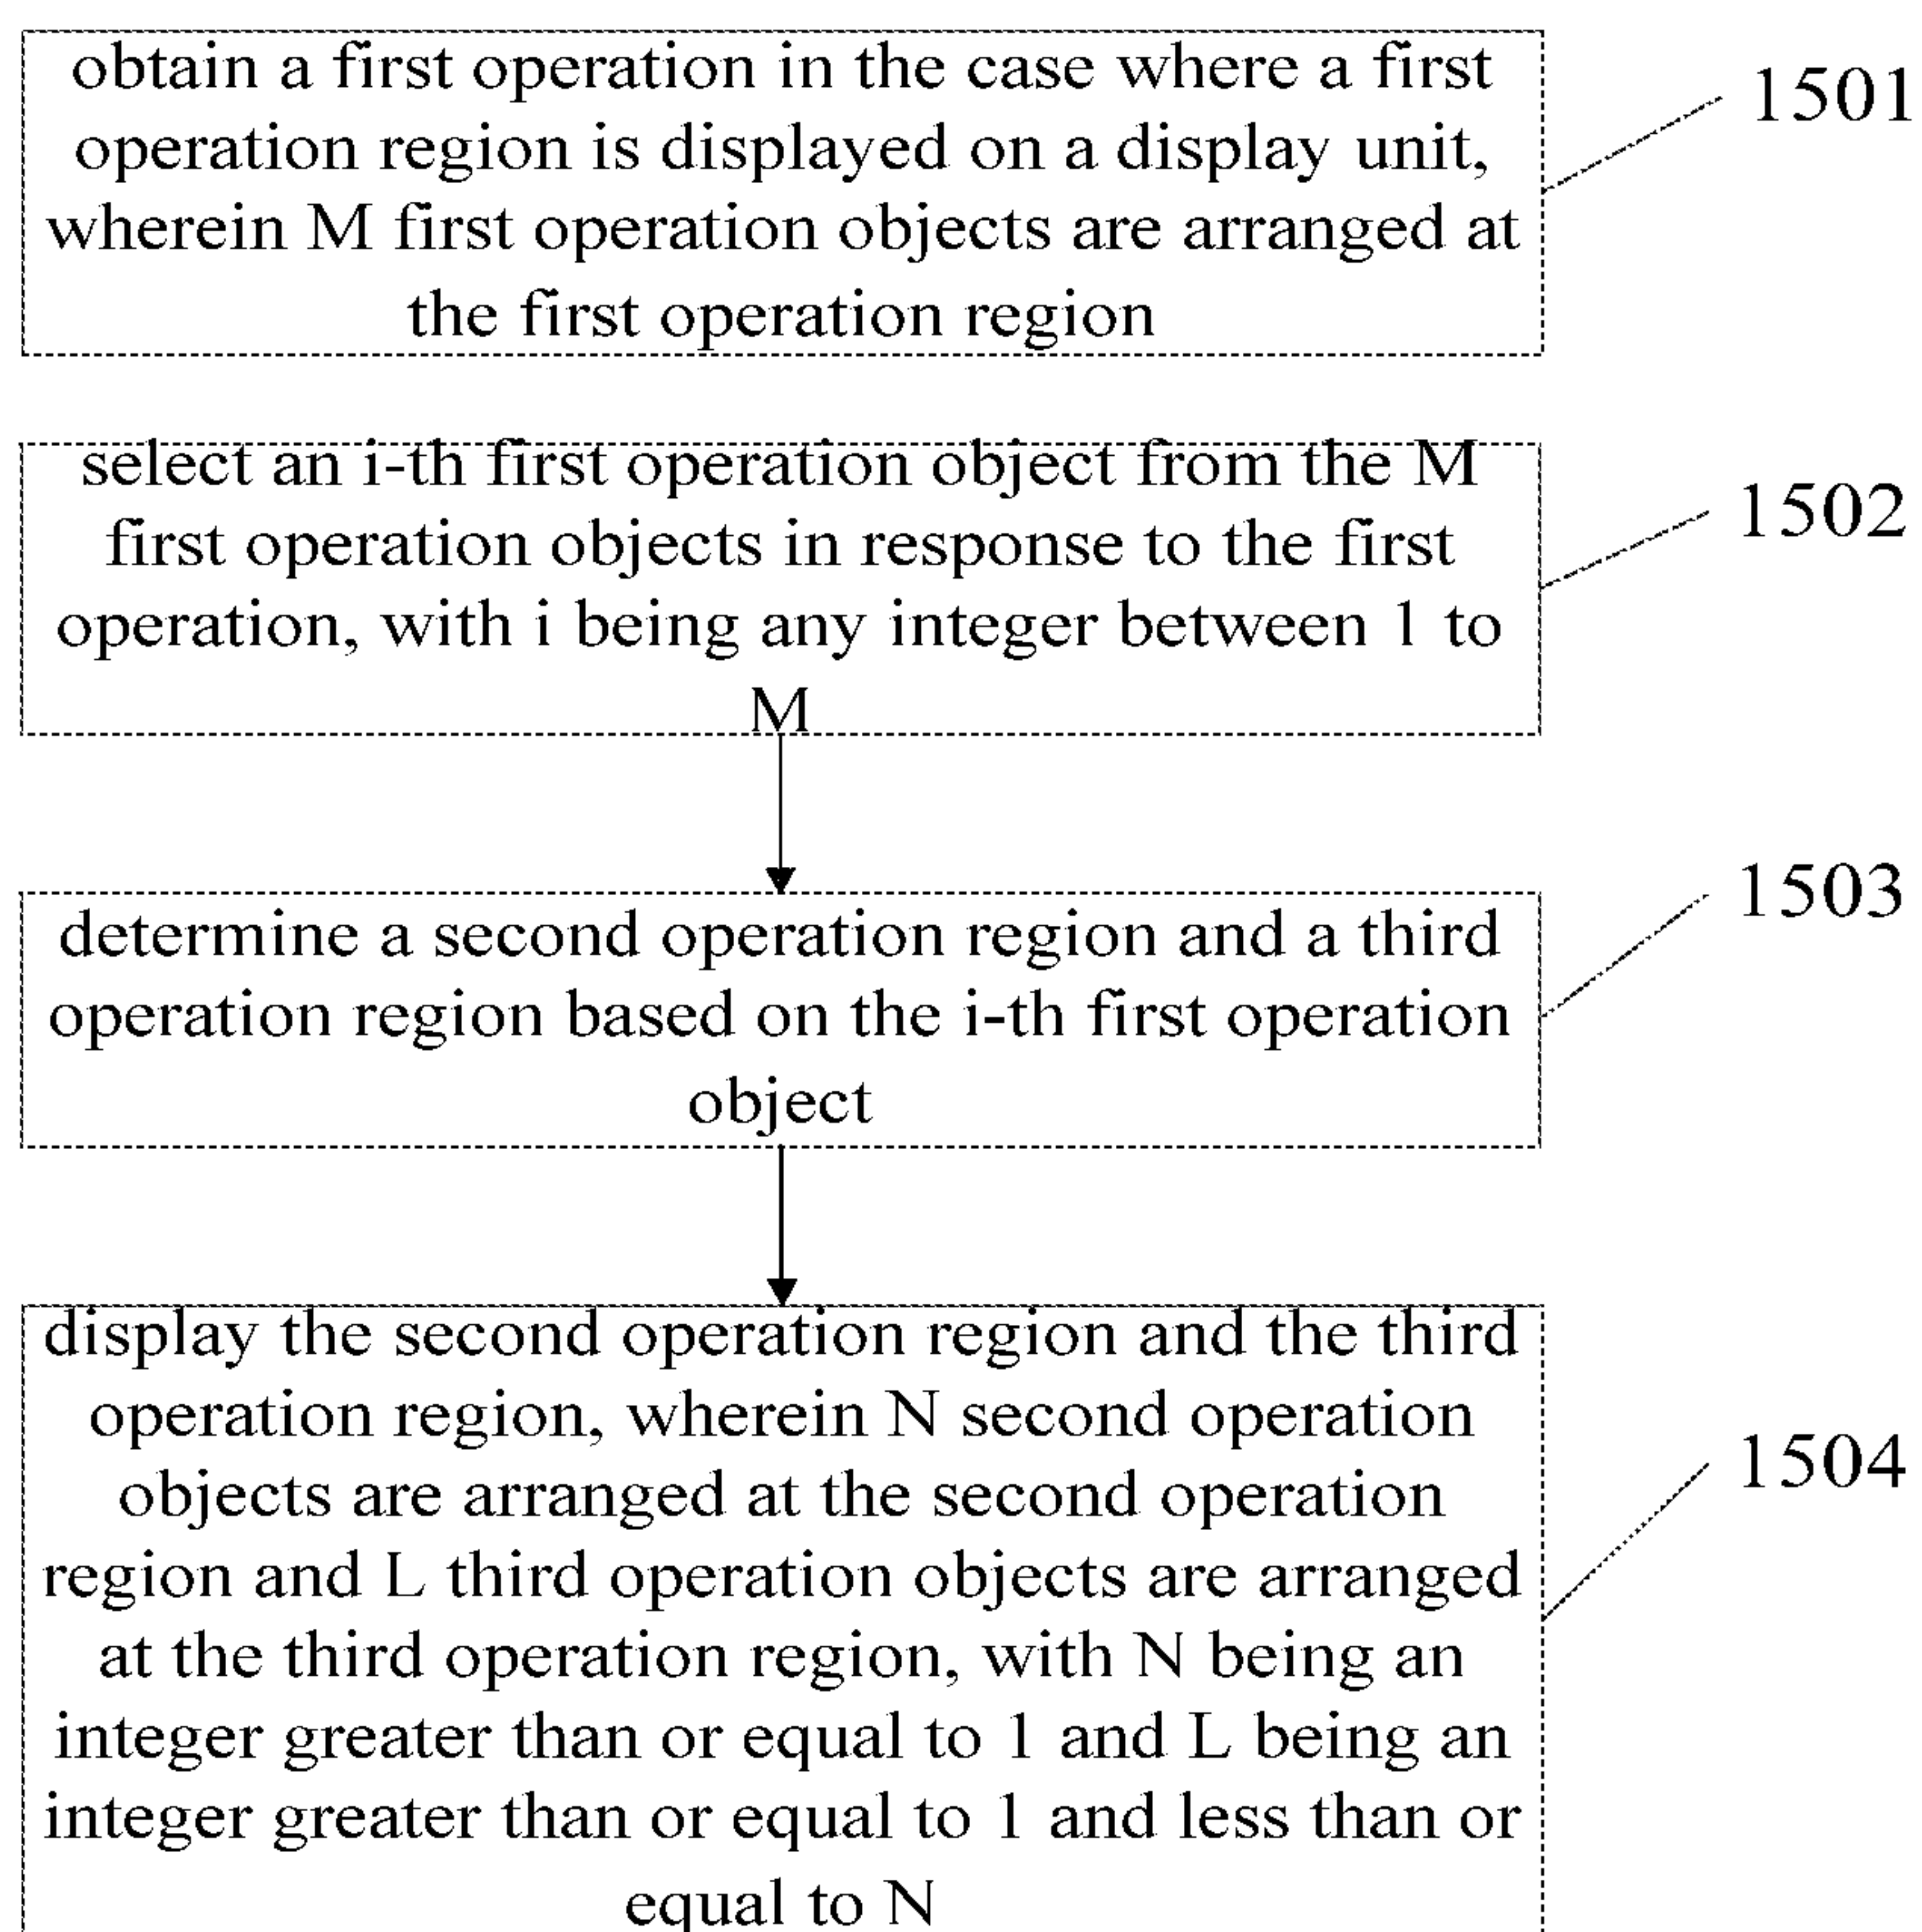 obtain a first operation in the case where a first
operation region is displayed on a display unit,
wherein M first operation objects are arranged at
the first operation region
1501
select an i-th first operation object from the M
first operation objects in response to the first
operation, with i being any integer between 1 to
M
1502
determine a second operation region and a third
operation region based on the i-th first operation
object
1503
display the second operation region and the third
operation region, wherein N second operation
objects are arranged at the second operation
region and L third operation objects are arranged
at the third operation region, with N being an
integer greater than or equal to 1 and L being an
integer greater than or equal to 1 and less than or
equal to N
1504